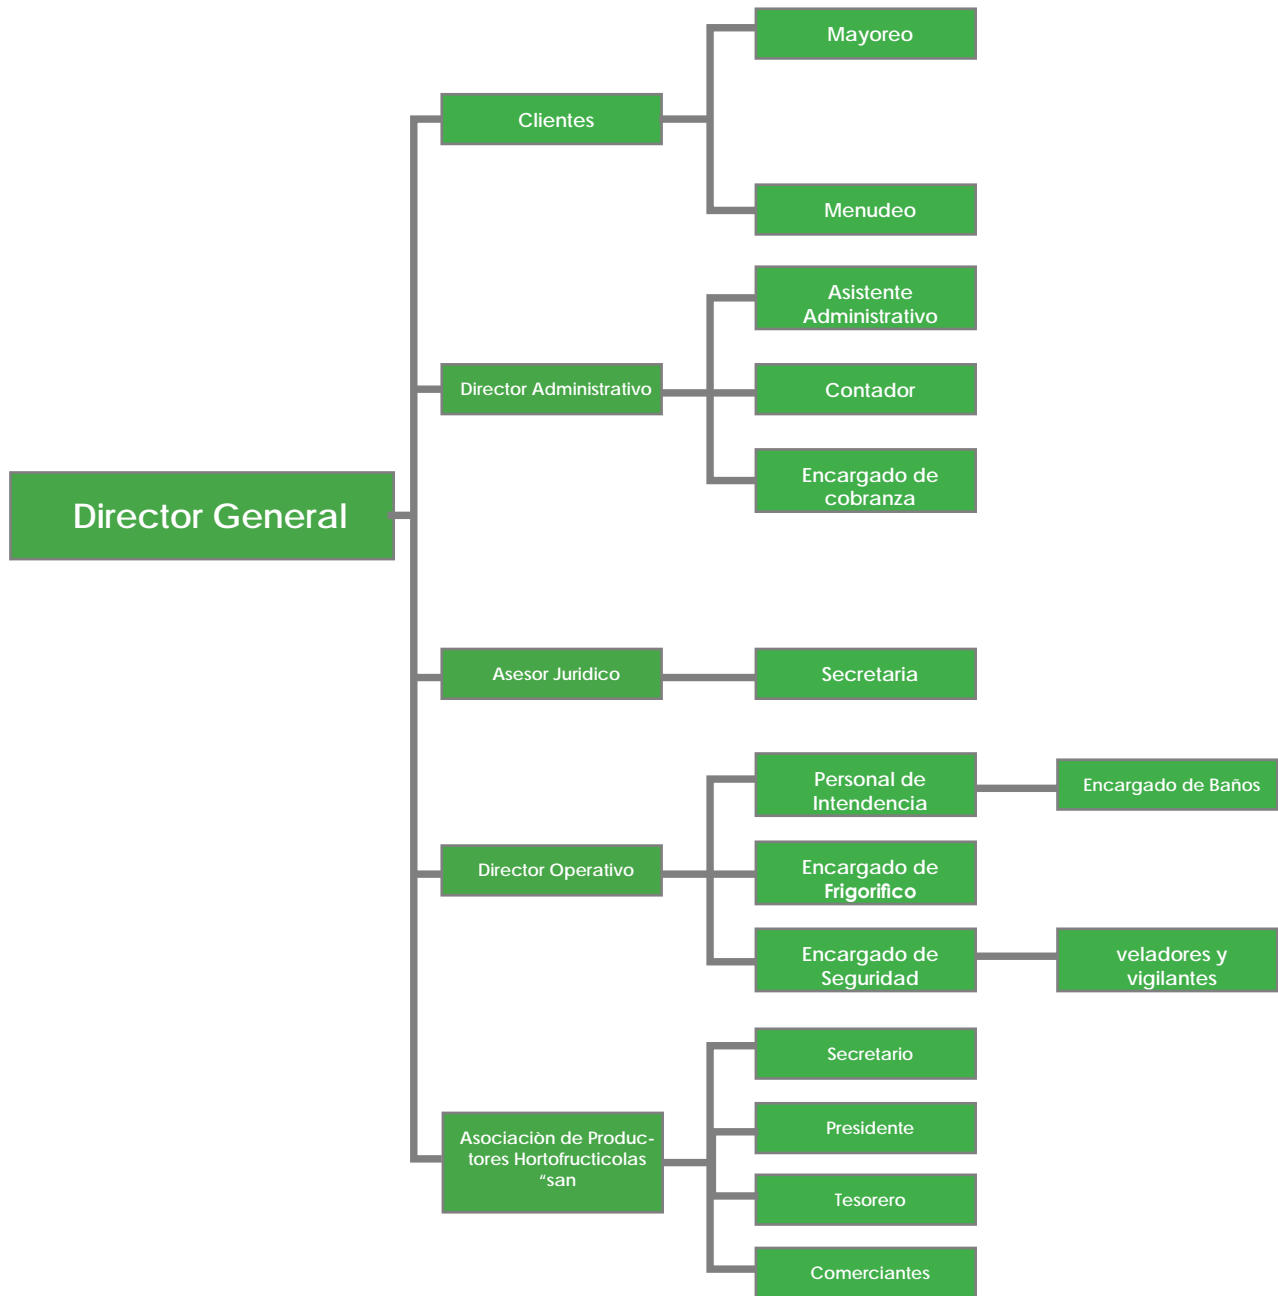 Mayoreo
Clientes
Menudeo
Asistente
Administrativo
Director Administrativo
Contador
Encargado de
cobranza
Director General
Asesor Juridico
Secretaria
Personal de
Intendencia
Encargado de Baños
Director Operativo
Encargado de
Frigorifico
Encargado de
Seguridad
veladores y
vigilantes
Secretario
Asociaciòn de Produc-
tores Hortofructicolas
“san
Presidente
Tesorero
Comerciantes